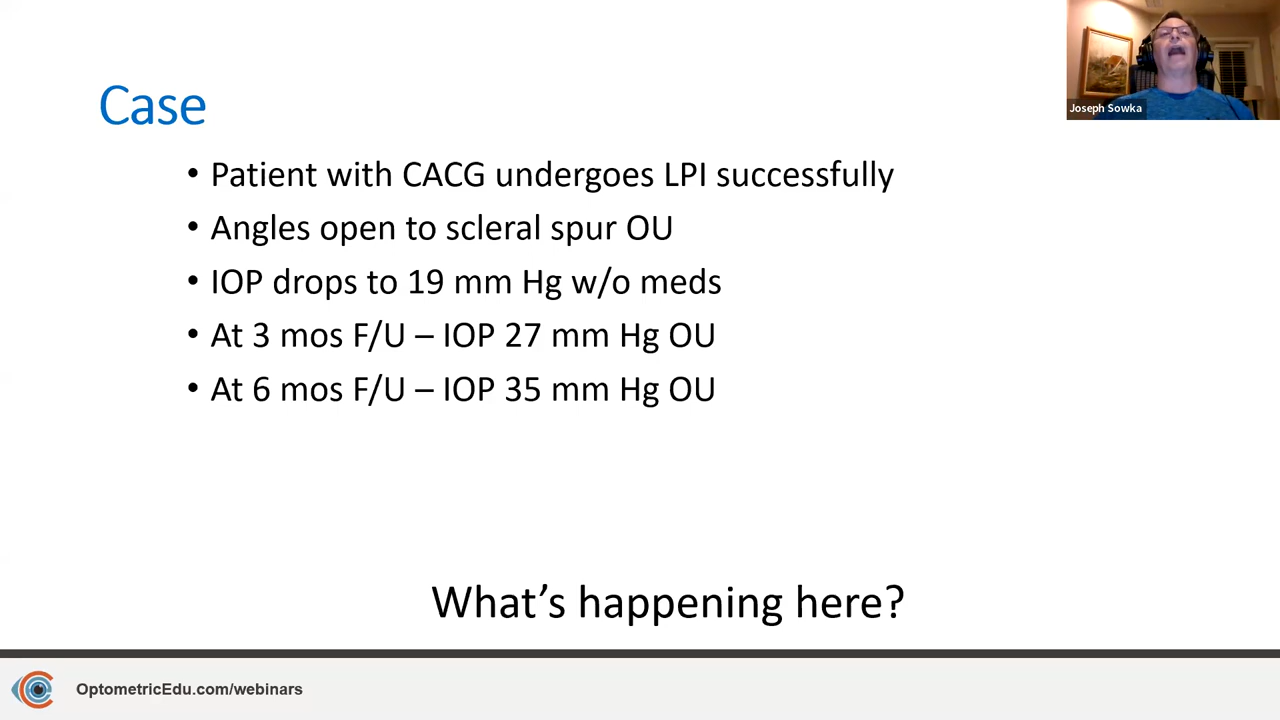 Joseph Sowka
Case
• Patient with CACG undergoes LPI successfully
• Angles open to scleral spur OU
• IOP drops to 19 mm Hg w/o meds
• At 3 mos F/U – IOP 27 mm Hg OU
• At 6 mos F/U – IOP 35 mm Hg OU
What’s happening here?
OptometricEdu.com/webinars